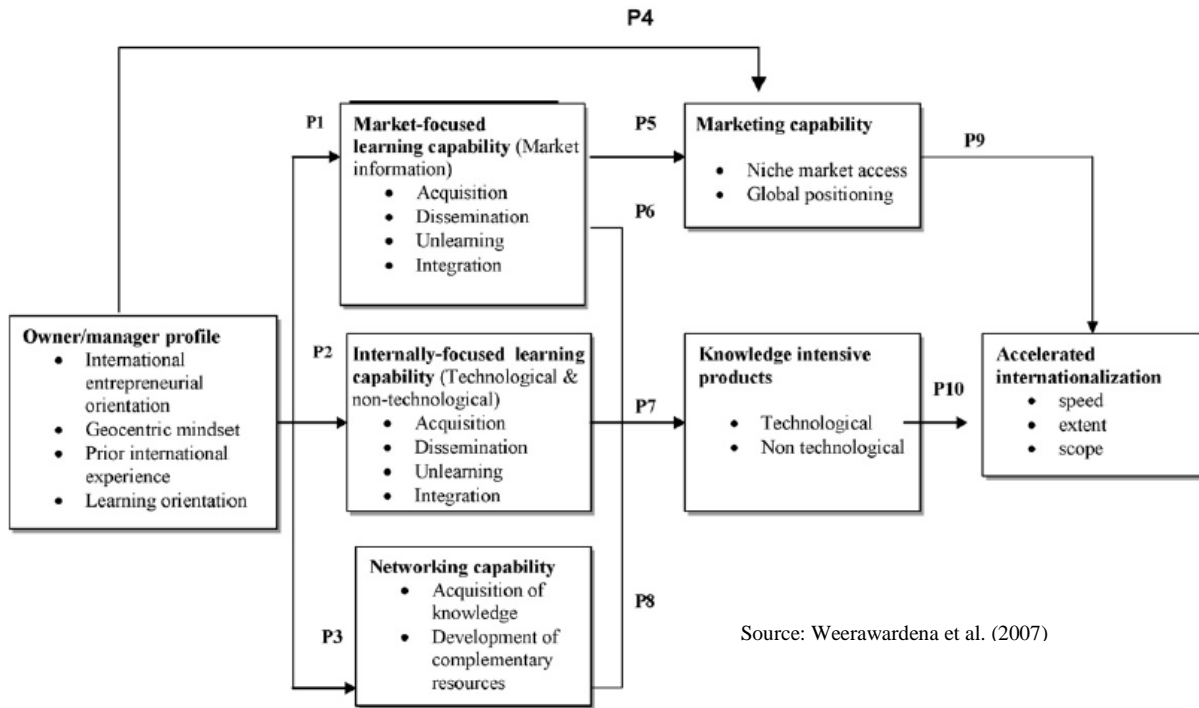 P4
P1
Market-focused
learning capability (Market
information)
• Acquisition
• Dissemination
• Unlearning
• Integration
P5
Marketing capability
• Niche market access
• Global positioning
P9
P6
Owner/manager profile
• International
entrepreneurial
orientation
• Geocentric mindset
• Prior international
experience
• Learning orientation
P2
Internally-focused learning
capability (Technological &
non-technological)
• Acquisition
• Dissemination
• Unlearning
• Integration
P7
Knowledge intensive
products
• Technological
• Non technological
P10
Accelerated
internationalization
• speed
• extent
• scope
P3
Networking capability
• Acquisition of
knowledge
• Development of
complementary
resources
P8
Source: Weerawardena et al. (2007)